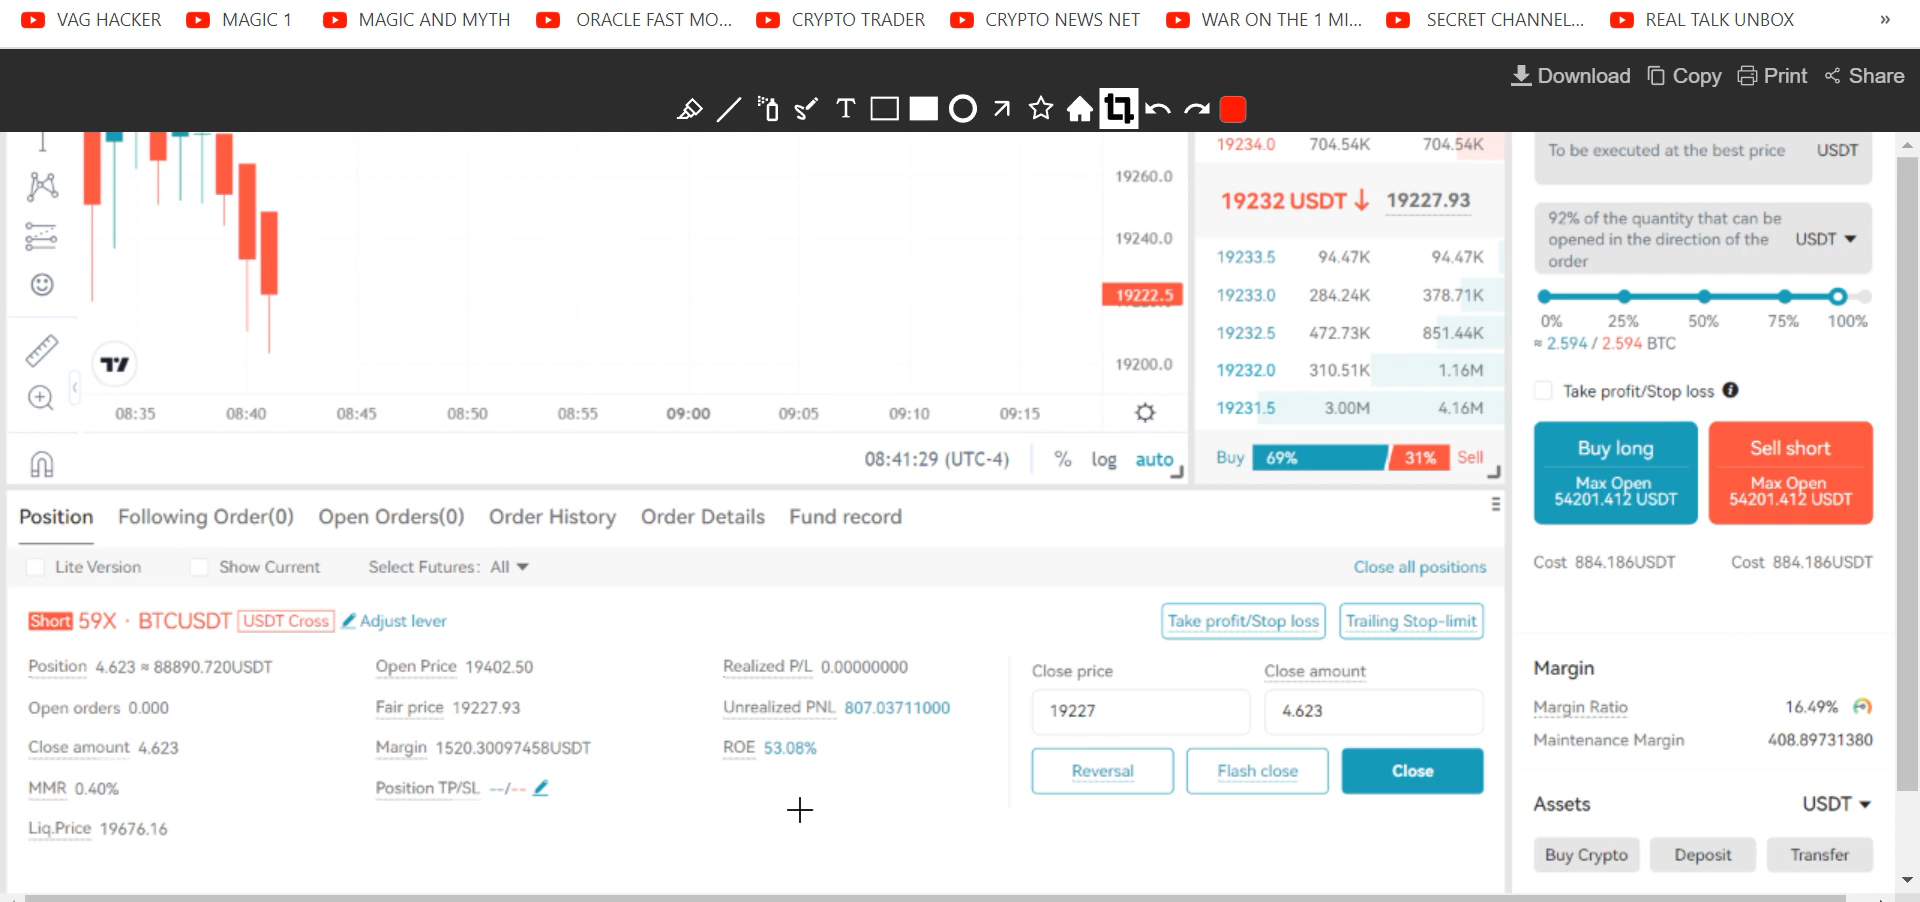 VAG HACKER MAGIC 1 MAGIC AND MYTH ORACLE FAST MO... CRYPTO TRADER CRYPTO NEWS NET WAR ON THE 1 MI... SECRET CHANNEL... REAL TALK UNBOX »
Download Copy Print Share
T
19260.0
19240.0
19222.5
19200.0
08:35 08:40 08:45 08:50 08:55 09:00 09:05 09:10 09:15
08:41:29 (UTC-4) % log auto
19234.0 704.54K 704.54K
19232 USDT ↓ 19227.93
19233.5 94.47K 94.47K
19233.0 284.24K 378.71K
19232.5 472.73K 851.44K
19232.0 310.51K 1.16M
19231.5 3.00M 4.16M
Buy 69% 31% Sell
To be executed at the best price USDT
92% of the quantity that can be
opened in the direction of the USDT
order
0% 25% 50% 75% 100%
≈ 2.594 / 2.594 BTC
Take profit/Stop loss
Buy long
Max Open
54201.412 USDT
Sell short
Max Open
54201.412 USDT
Cost 884.186USDT Cost 884.186USDT
Position Following Order(0) Open Orders(0) Order History Order Details Fund record
Lite Version Show Current Select Futures: All Close all positions
Short 59X · BTCUSDT USDT Cross Adjust lever Take profit/Stop loss Trailing Stop-limit
Position 4.623 ≈ 88890.720USDT Open Price 19402.50 Realized P/L 0.00000000
Open orders 0.000 Fair price 19227.93 Unrealized PNL 807.03711000
Close amount 4.623 Margin 1520.30097458USDT ROE 53.08%
MMR 0.40% Position TP/SL --/--
Liq.Price 19676.16
Close price Close amount
19227 4.623
Reversal Flash close Close
Margin
Margin Ratio 16.49%
Maintenance Margin 408.89731380
Assets USDT
Buy Crypto Deposit Transfer